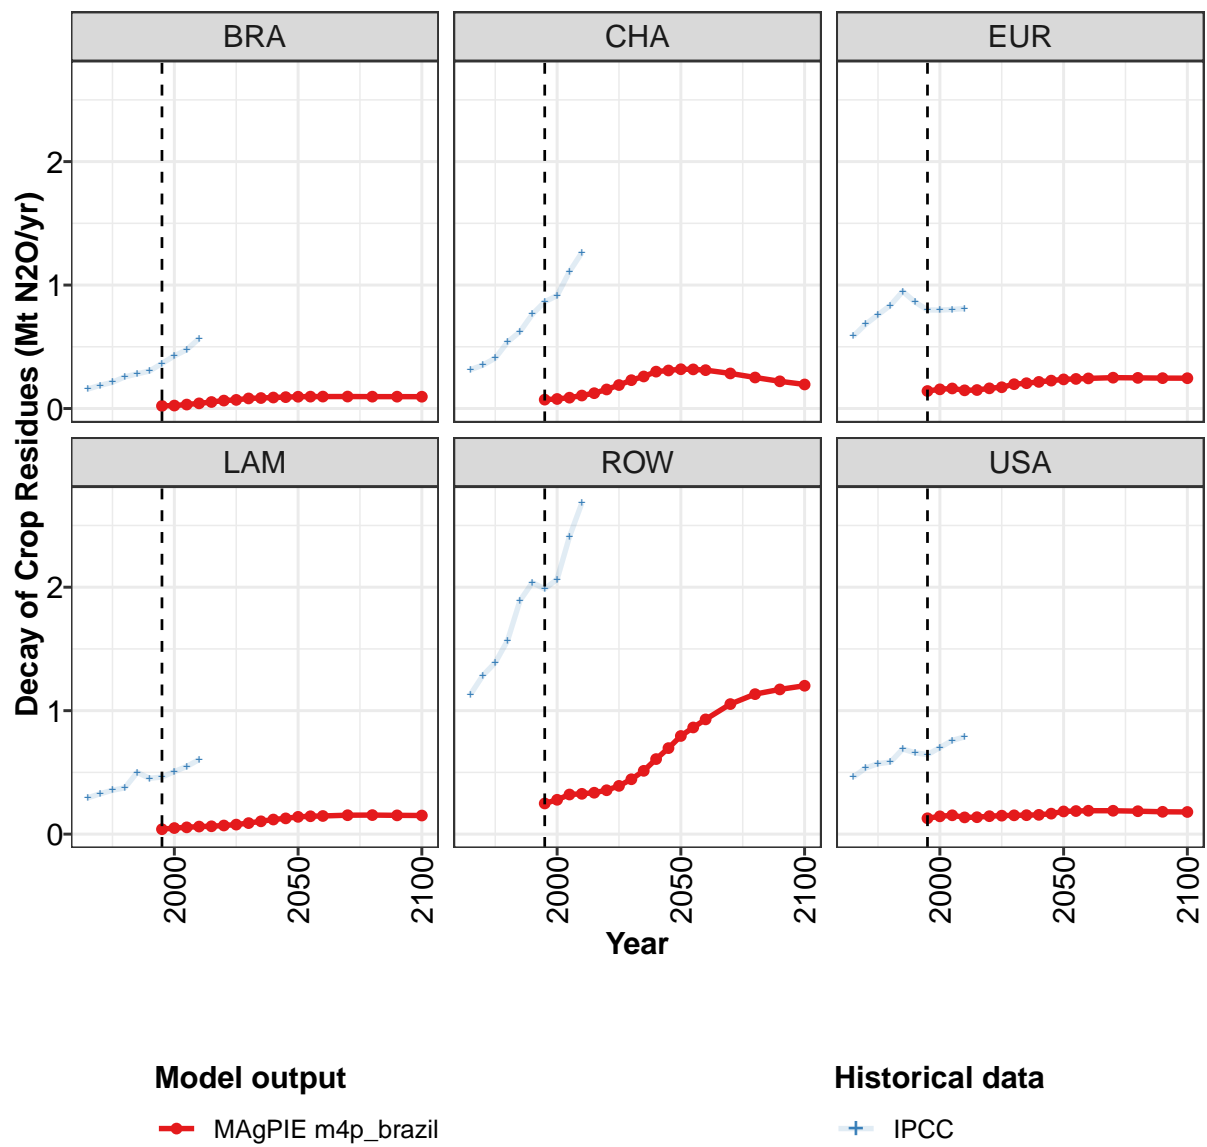 BRA CHA EUR
2
1
0
LAM ROW USA
2
1
0
Decay of Crop Residues (Mt N2O/yr)
2000 2050 2100 2000 2050 2100 2000 2050 2100
Year
Model output Historical data
MAgPIE m4p_brazil IPCC